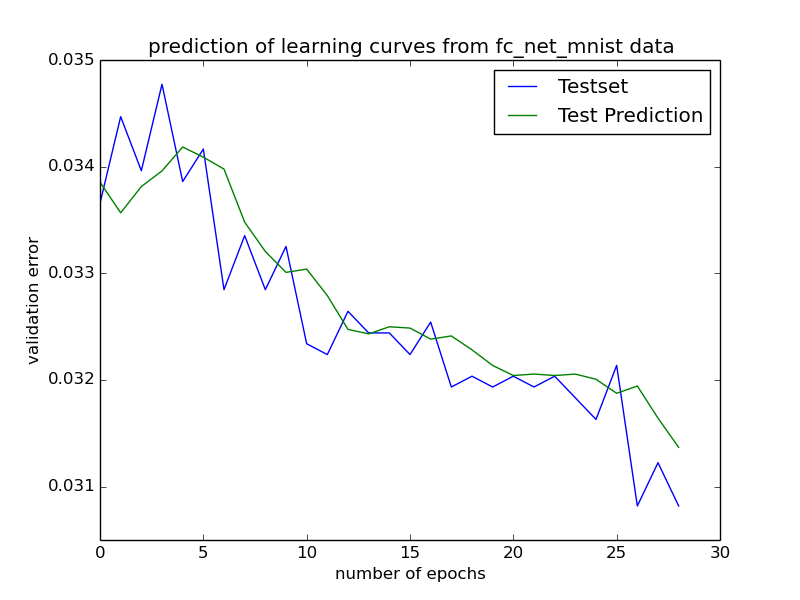 prediction of learning curves from fc_net_mnist data
Testset
Test Prediction
0.035
0.034
0.033
0.032
0.031
validation error
0 5 10 15 20 25 30
number of epochs